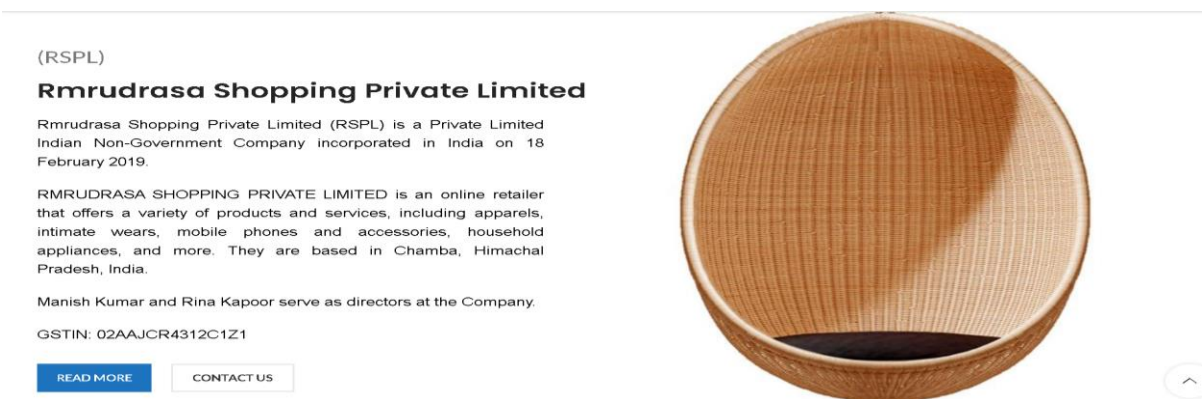 (RSPL)
Rmrudrasa Shopping Private Limited
Rmrudrasa Shopping Private Limited (RSPL) is a Private Limited
Indian Non-Government Company incorporated in India on 18
February 2019.
RMRUDRASA SHOPPING PRIVATE LIMITED is an online retailer
that offers a variety of products and services, including apparels,
intimate wears, mobile phones and accessories, household
appliances, and more. They are based in Chamba, Himachal
Pradesh, India.
Manish Kumar and Rina Kapoor serve as directors at the Company.
GSTIN: 02AAJCR4312C1Z1
READ MORE CONTACT US